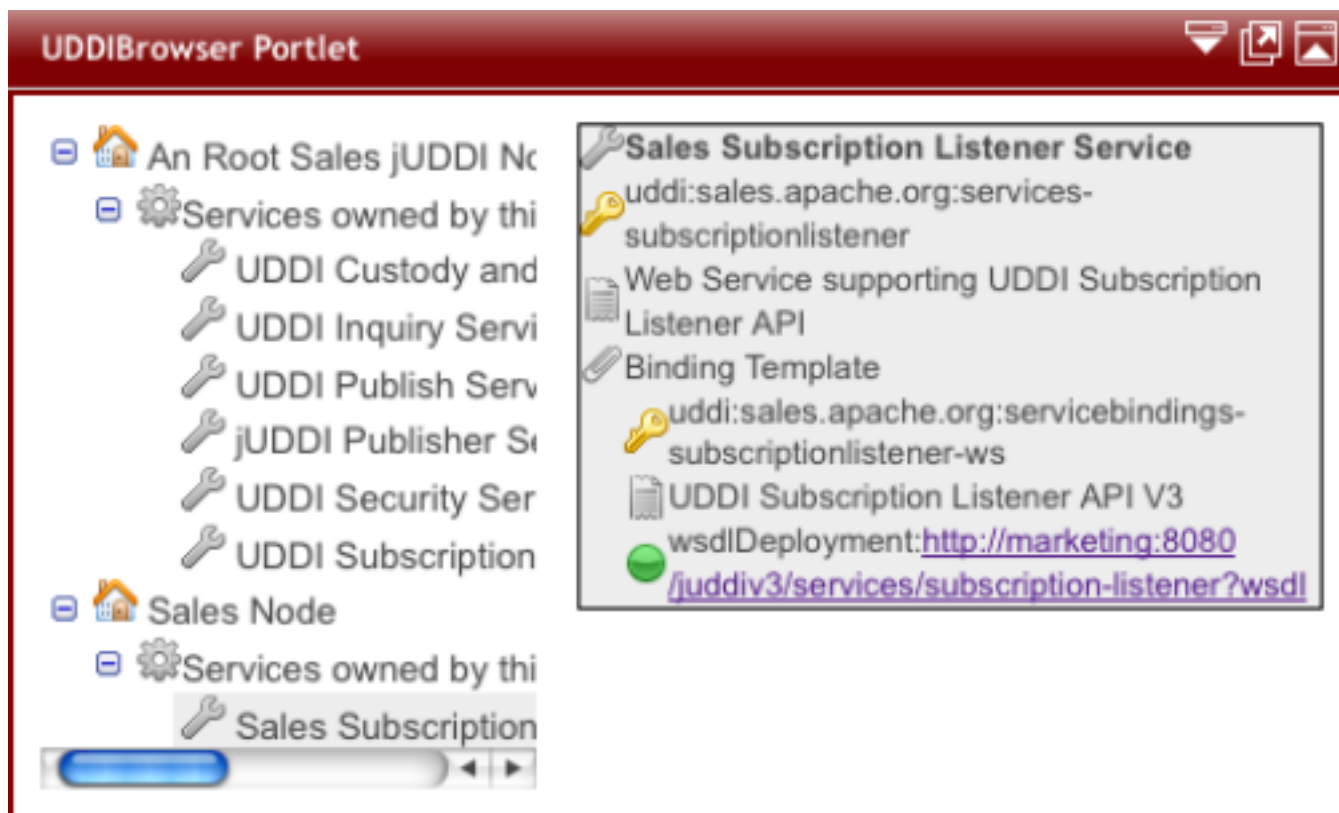 UDDIBrowser Portlet
An Root Sales jUDDI No
Services owned by thi
UDDI Custody and
UDDI Inquiry Servi
UDDI Publish Serv
jUDDI Publisher Se
UDDI Security Ser
UDDI Subscription
Sales Node
Services owned by thi
Sales Subscription
Sales Subscription Listener Service
uddi:sales.apache.org:services-
subscriptionlistener
Web Service supporting UDDI Subscription
Listener API
Binding Template
uddi:sales.apache.org:servicebindings-
subscriptionlistener-ws
UDDI Subscription Listener API V3
wsdlDeployment:http://marketing:8080
/juddiv3/services/subscription-listener?wsdl